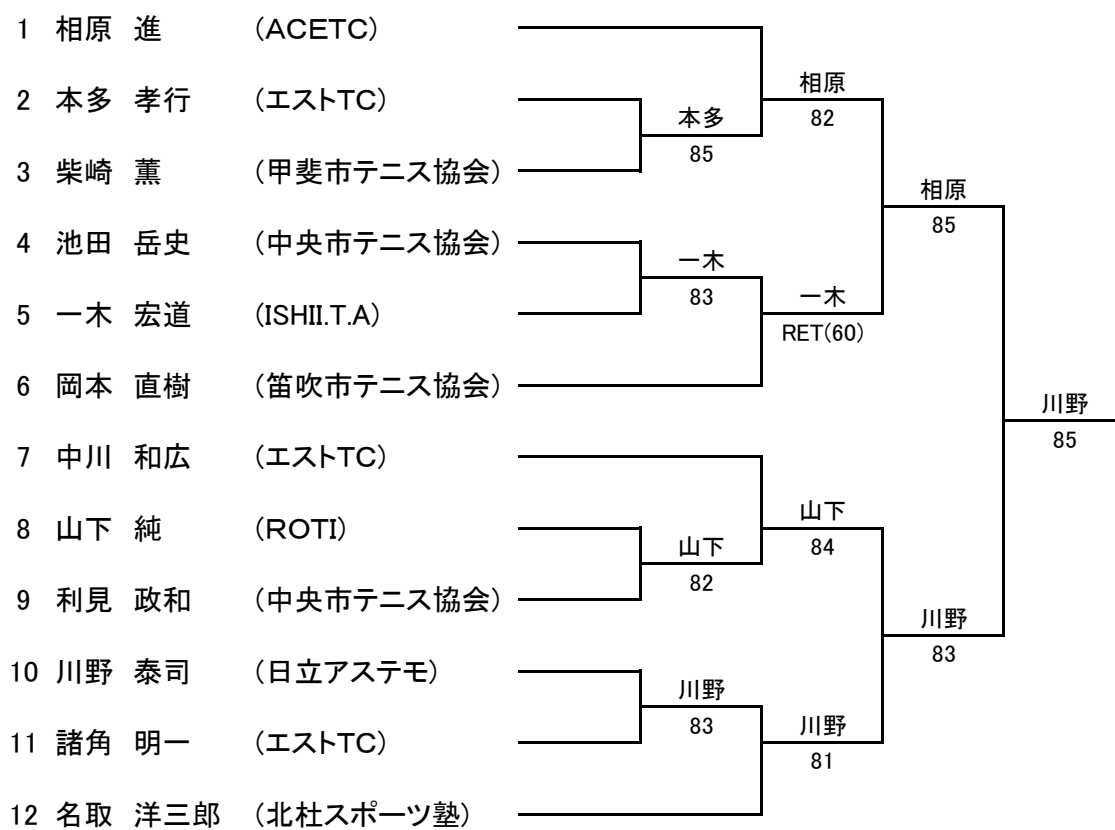 1 相原 進 (ACETC)
相原
2 本多 孝行 (エストTC)
本多
82
85
3 柴崎 薫 (甲斐市テニス協会)
相原
85
4 池田 岳史 (中央市テニス協会)
一木
83
一木
5 一木 宏道 (ISHII.T.A)
RET(60)
6 岡本 直樹 (笛吹市テニス協会)
川野
85
7 中川 和広 (エストTC)
山下
8 山下 純 (ROTI)
山下
84
82
9 利見 政和 (中央市テニス協会)
川野
83
10 川野 泰司 (日立アステモ)
川野
83
川野
11 諸角 明一 (エストTC)
81
12 名取 洋三郎 (北杜スポーツ塾)